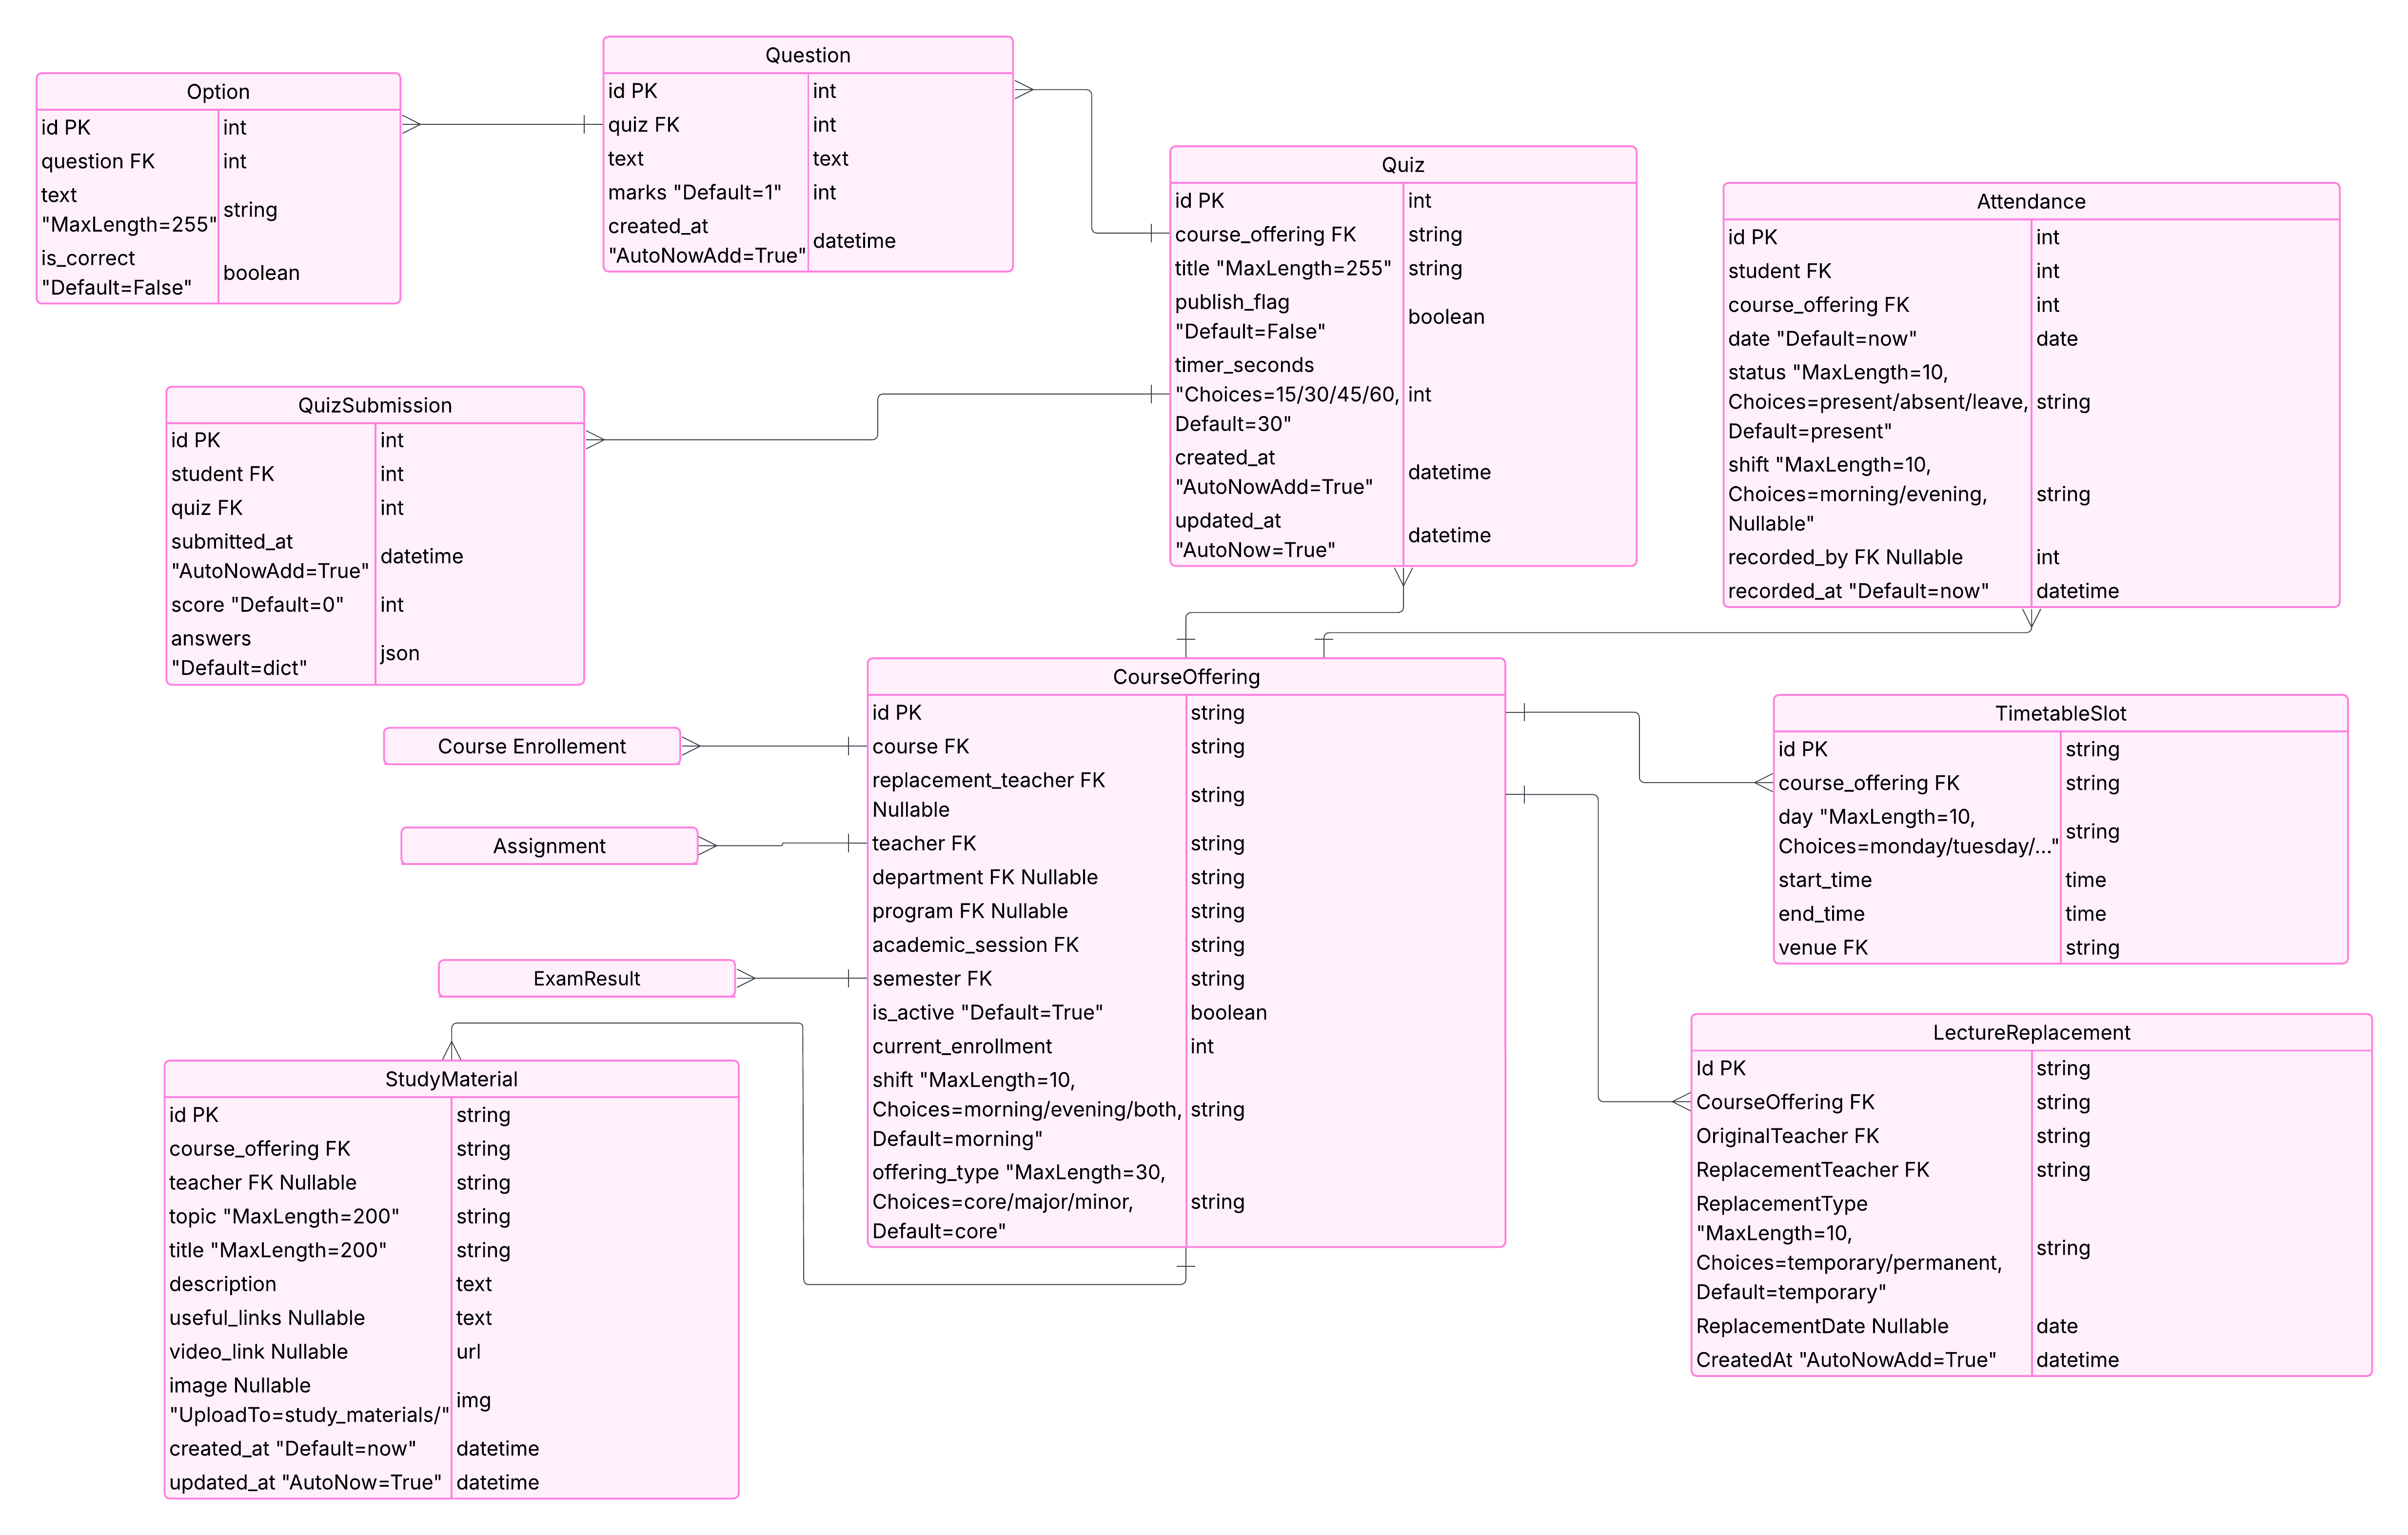 Option
id PK int
question FK int
text
"MaxLength=255" string
is_correct
"Default=False" boolean
Question
id PK int
quiz FK int
text text
marks "Default=1" int
created_at
"AutoNowAdd=True" datetime
Quiz
id PK int
course_offering FK string
title "MaxLength=255" string
publish_flag
"Default=False" boolean
timer_seconds
"Choices=15/30/45/60, int
Default=30"
created_at
"AutoNowAdd=True" datetime
updated_at
"AutoNow=True" datetime
Attendance
id PK int
student FK int
course_offering FK int
date "Default=now" date
status "MaxLength=10,
Choices=present/absent/leave, string
Default=present"
shift "MaxLength=10,
Choices=morning/evening, string
Nullable"
recorded_by FK Nullable int
recorded_at "Default=now" datetime
QuizSubmission
id PK int
student FK int
quiz FK int
submitted_at
"AutoNowAdd=True" datetime
score "Default=0" int
answers
"Default=dict" json
Course Enrollement
Assignment
ExamResult
CourseOffering
id PK string
course FK string
replacement_teacher FK
Nullable string
teacher FK string
department FK Nullable string
program FK Nullable string
academic_session FK string
semester FK string
is_active "Default=True" boolean
current_enrollment int
shift "MaxLength=10,
Choices=morning/evening/both, string
Default=morning"
offering_type "MaxLength=30,
Choices=core/major/minor, string
Default=core"
TimetableSlot
id PK string
course_offering FK string
day "MaxLength=10,
Choices=monday/tuesday/..." string
start_time time
end_time time
venue FK string
StudyMaterial
id PK string
course_offering FK string
teacher FK Nullable string
topic "MaxLength=200" string
title "MaxLength=200" string
description text
useful_links Nullable text
video_link Nullable url
image Nullable
"UploadTo=study_materials/" img
created_at "Default=now" datetime
updated_at "AutoNow=True" datetime
LectureReplacement
Id PK string
CourseOffering FK string
OriginalTeacher FK string
ReplacementTeacher FK string
ReplacementType
"MaxLength=10,
Choices=temporary/permanent, string
Default=temporary"
ReplacementDate Nullable date
CreatedAt "AutoNowAdd=True" datetime